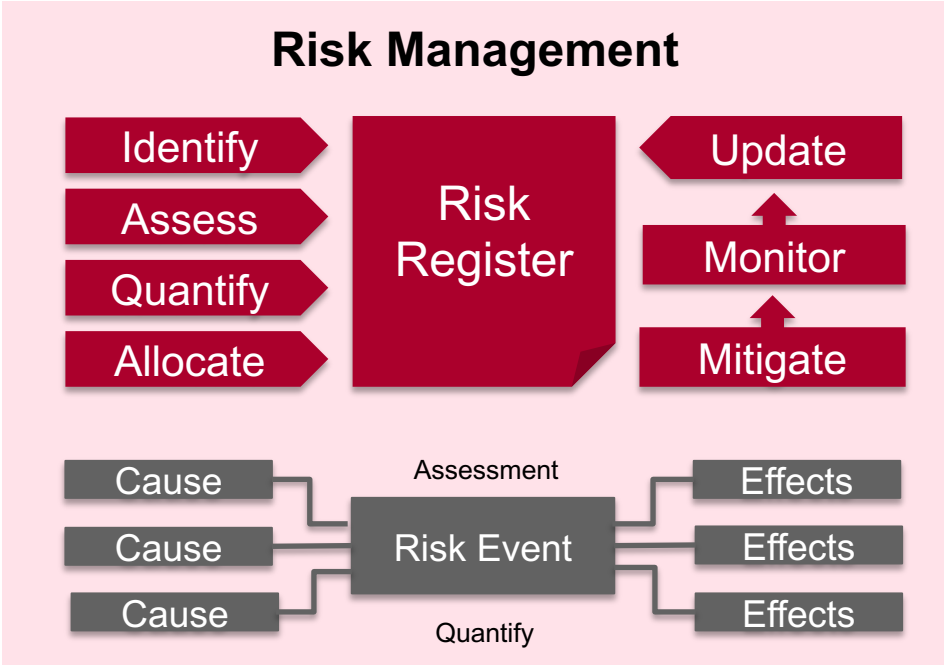 Risk Management
Identify
Assess
Quantify
Allocate
Risk
Register
Update
Monitor
Mitigate
Cause
Cause
Cause
Assessment
Risk Event
Quantify
Effects
Effects
Effects